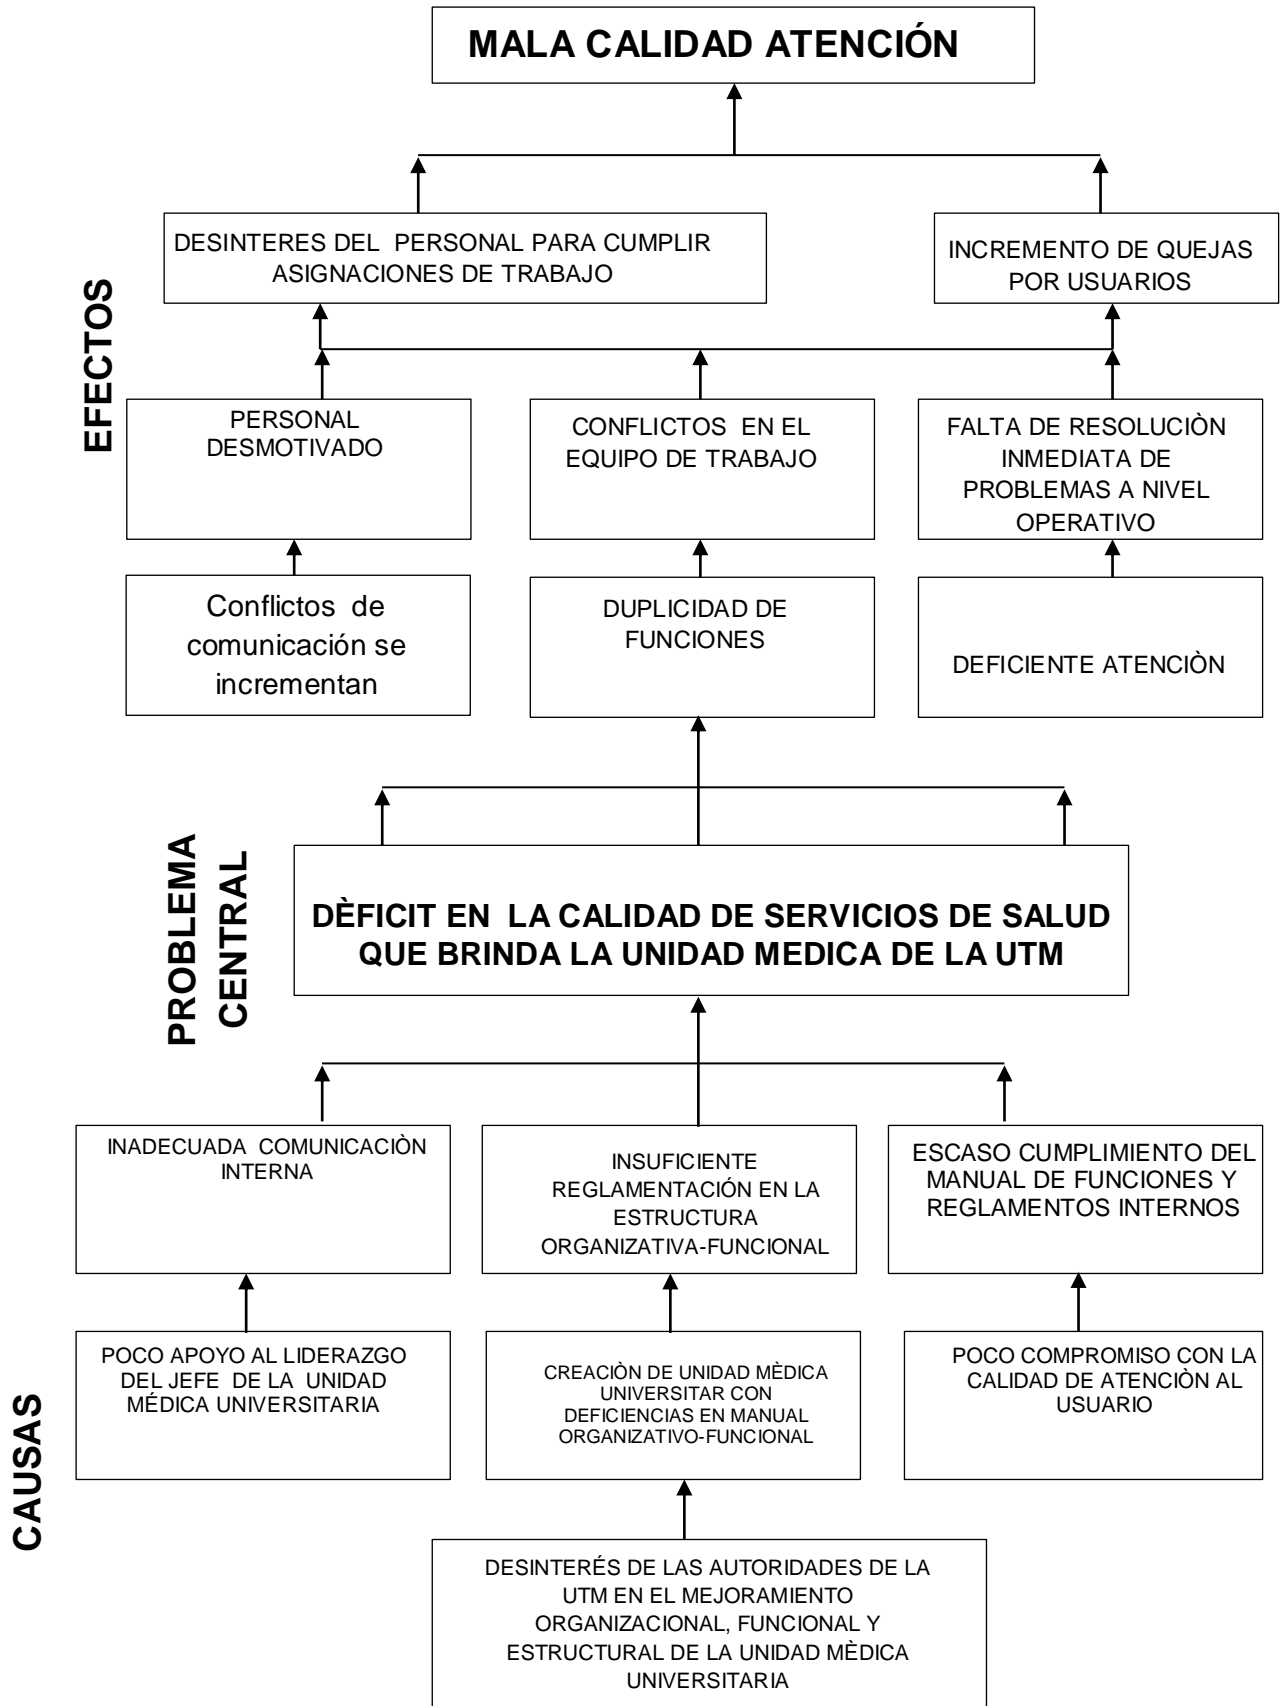 MALA CALIDAD ATENCIÓN
DESINTERES DEL  PERSONAL PARA CUMPLIR
ASIGNACIONES DE TRABAJO
INCREMENTO DE QUEJAS
POR USUARIOS
EFECTOS
PERSONAL
DESMOTIVADO
CONFLICTOS  EN EL
EQUIPO DE TRABAJO
FALTA DE RESOLUCIÒN
INMEDIATA DE
PROBLEMAS A NIVEL
OPERATIVO
Conflictos  de
comunicación se
incrementan
DUPLICIDAD DE
FUNCIONES
DEFICIENTE ATENCIÒN
PROBLEMA
CENTRAL
DÈFICIT EN  LA CALIDAD DE SERVICIOS DE SALUD
QUE BRINDA LA UNIDAD MEDICA DE LA UTM
INADECUADA  COMUNICACIÒN
INTERNA
INSUFICIENTE
REGLAMENTACIÓN EN LA
ESTRUCTURA
ORGANIZATIVA-FUNCIONAL
ESCASO CUMPLIMIENTO DEL
MANUAL DE FUNCIONES Y
REGLAMENTOS INTERNOS
CAUSAS
POCO APOYO AL LIDERAZGO
DEL JEFE  DE LA  UNIDAD
MÉDICA UNIVERSITARIA
CREACIÒN DE UNIDAD MÈDICA
UNIVERSITAR CON
DEFICIENCIAS EN MANUAL
ORGANIZATIVO-FUNCIONAL
POCO COMPROMISO CON LA
CALIDAD DE ATENCIÒN AL
USUARIO
DESINTERÉS DE LAS AUTORIDADES DE LA
UTM EN EL MEJORAMIENTO
ORGANIZACIONAL, FUNCIONAL Y
ESTRUCTURAL DE LA UNIDAD MÈDICA
UNIVERSITARIA